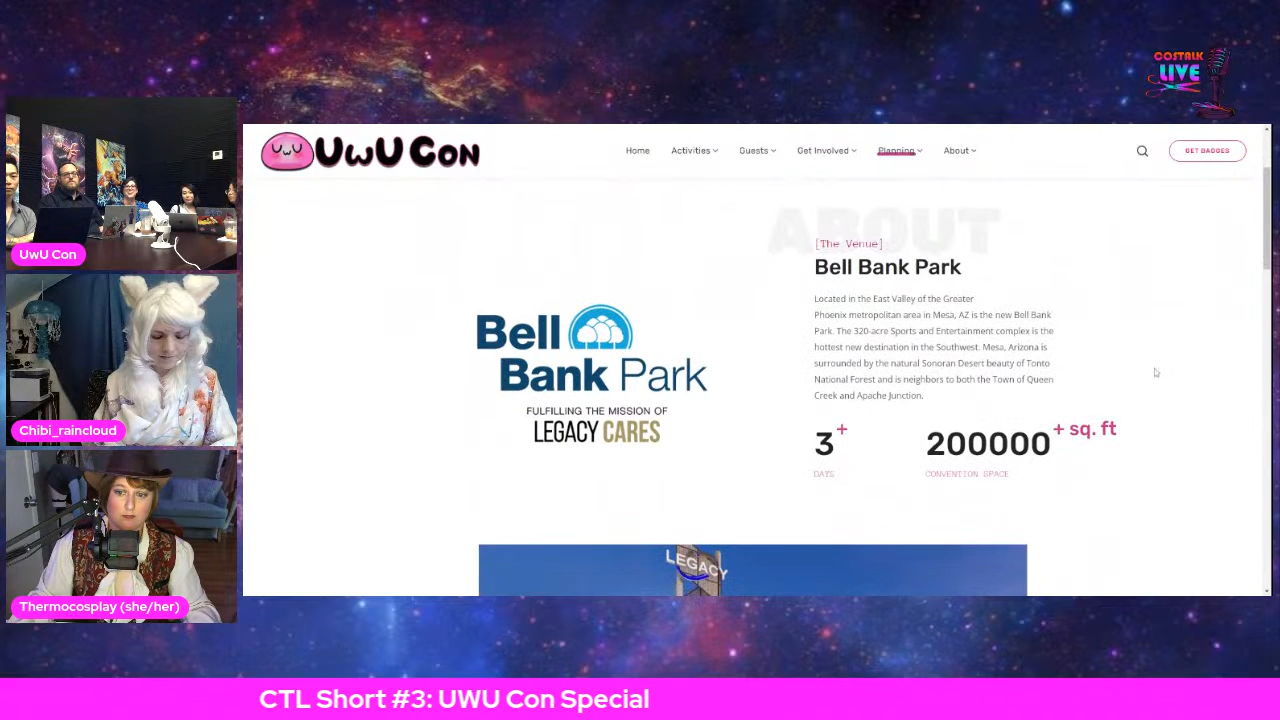 COSTALK
LIVE
UwU Con
Home
Activities
Guests
Get Involved
Planning
About
GET BADGES
ABOUT
[The Venue]
Bell Bank Park
Located in the East Valley of the Greater
Phoenix metropolitan area in Mesa, AZ is the new Bell Bank
Park. The 320-acre Sports and Entertainment complex is the
hottest new destination in the Southwest. Mesa, Arizona is
surrounded by the natural Sonoran Desert beauty of Tonto
National Forest and is neighbors to both the Town of Queen
Creek and Apache Junction.
3+
DAYS
200000+ sq. ft
CONVENTION SPACE
Bell
Bank Park
FULFILLING THE MISSION OF
LEGACY CARES
LEGACY
UwU Con
Chibi_raincloud
Thermocosplay (she/her)
CTL Short #3: UWU Con Special